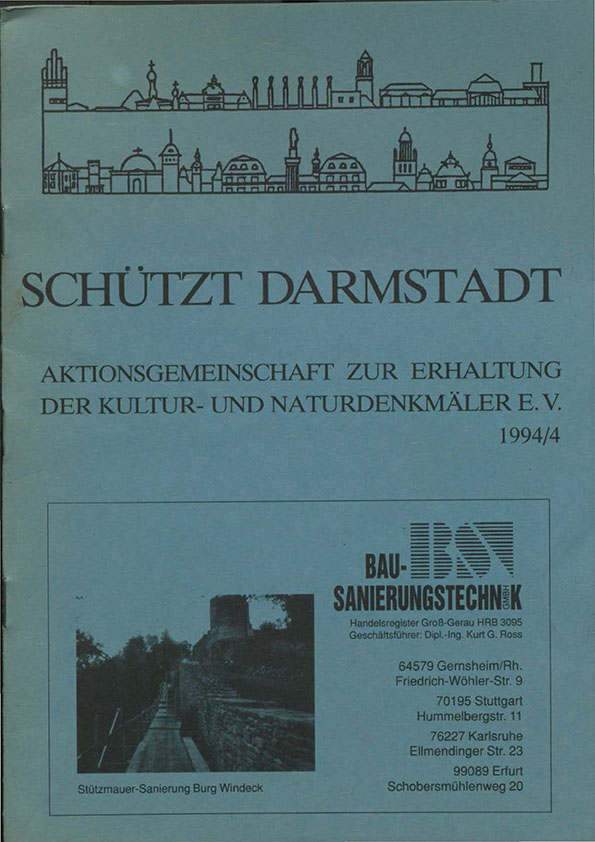 SCHÜTZT DARMSTADT
AKTIONSGEMEINSCHAFT ZUR ERHALTUNG
DER KULTUR- UND NATURDENKMÄLER E. V.
1994/4
BS
BAU-
SANIERUNGSTECHNIK GMBH
Handelsregister Groß-Gerau HRB 3095
Geschäftsführer: Dipl.-Ing. Kurt G. Ross
64579 Gernsheim/Rh.
Friedrich-Wöhler-Str. 9
70195 Stuttgart
Hummelbergstr. 11
76227 Karlsruhe
Ellmendinger Str. 23
99089 Erfurt
Schobersmühlenweg 20
Stützmauer-Sanierung Burg Windeck